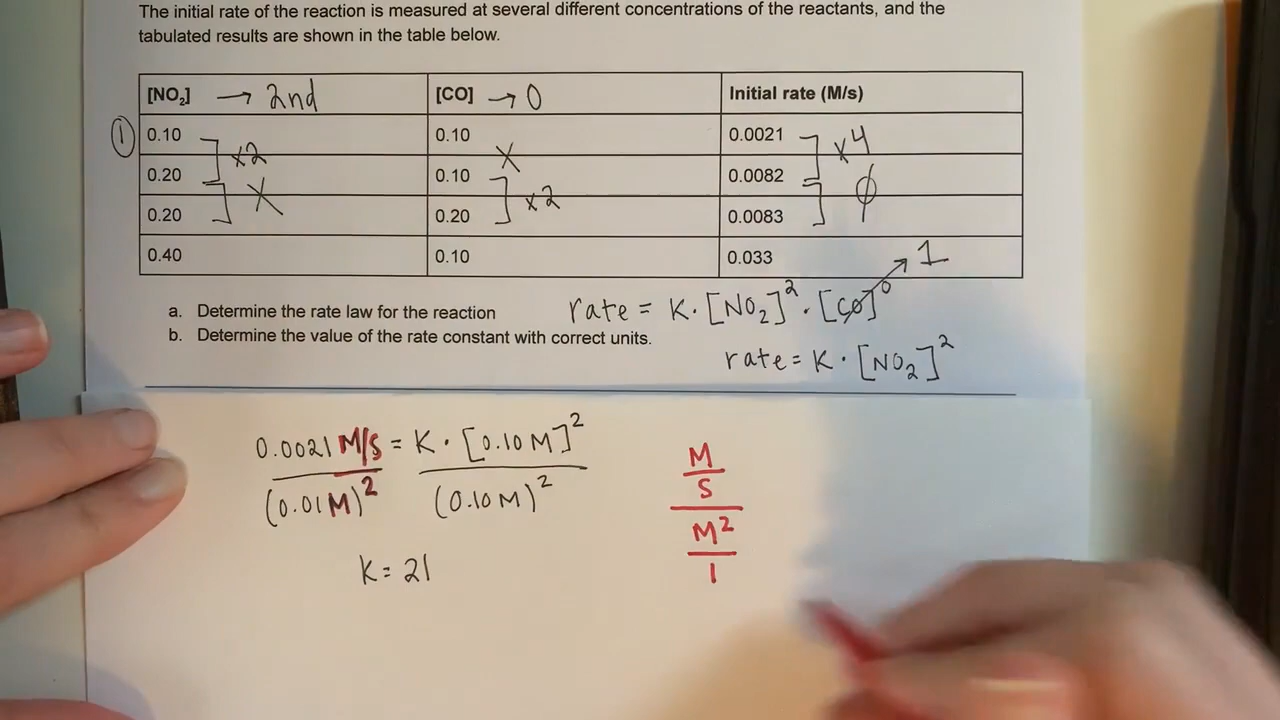 The initial rate of the reaction is measured at several different concentrations of the reactants, and the
tabulated results are shown in the table below.
[NO₂] → 2nd [CO] → 0 Initial rate (M/s)
① 0.10 0.10 0.0021
x2 X x4
0.20 0.10 0.0082
X x2 ϕ
0.20 0.20 0.0083
0.40 0.10 0.033
1
a. Determine the rate law for the reaction rate = K · [NO₂]² · [CO]⁰
b. Determine the value of the rate constant with correct units.
rate = K · [NO₂]²
0.0021 M/s = K · [0.10 M]²
(0.01 M)² (0.10 M)²
K = 21
M
S
M²
1